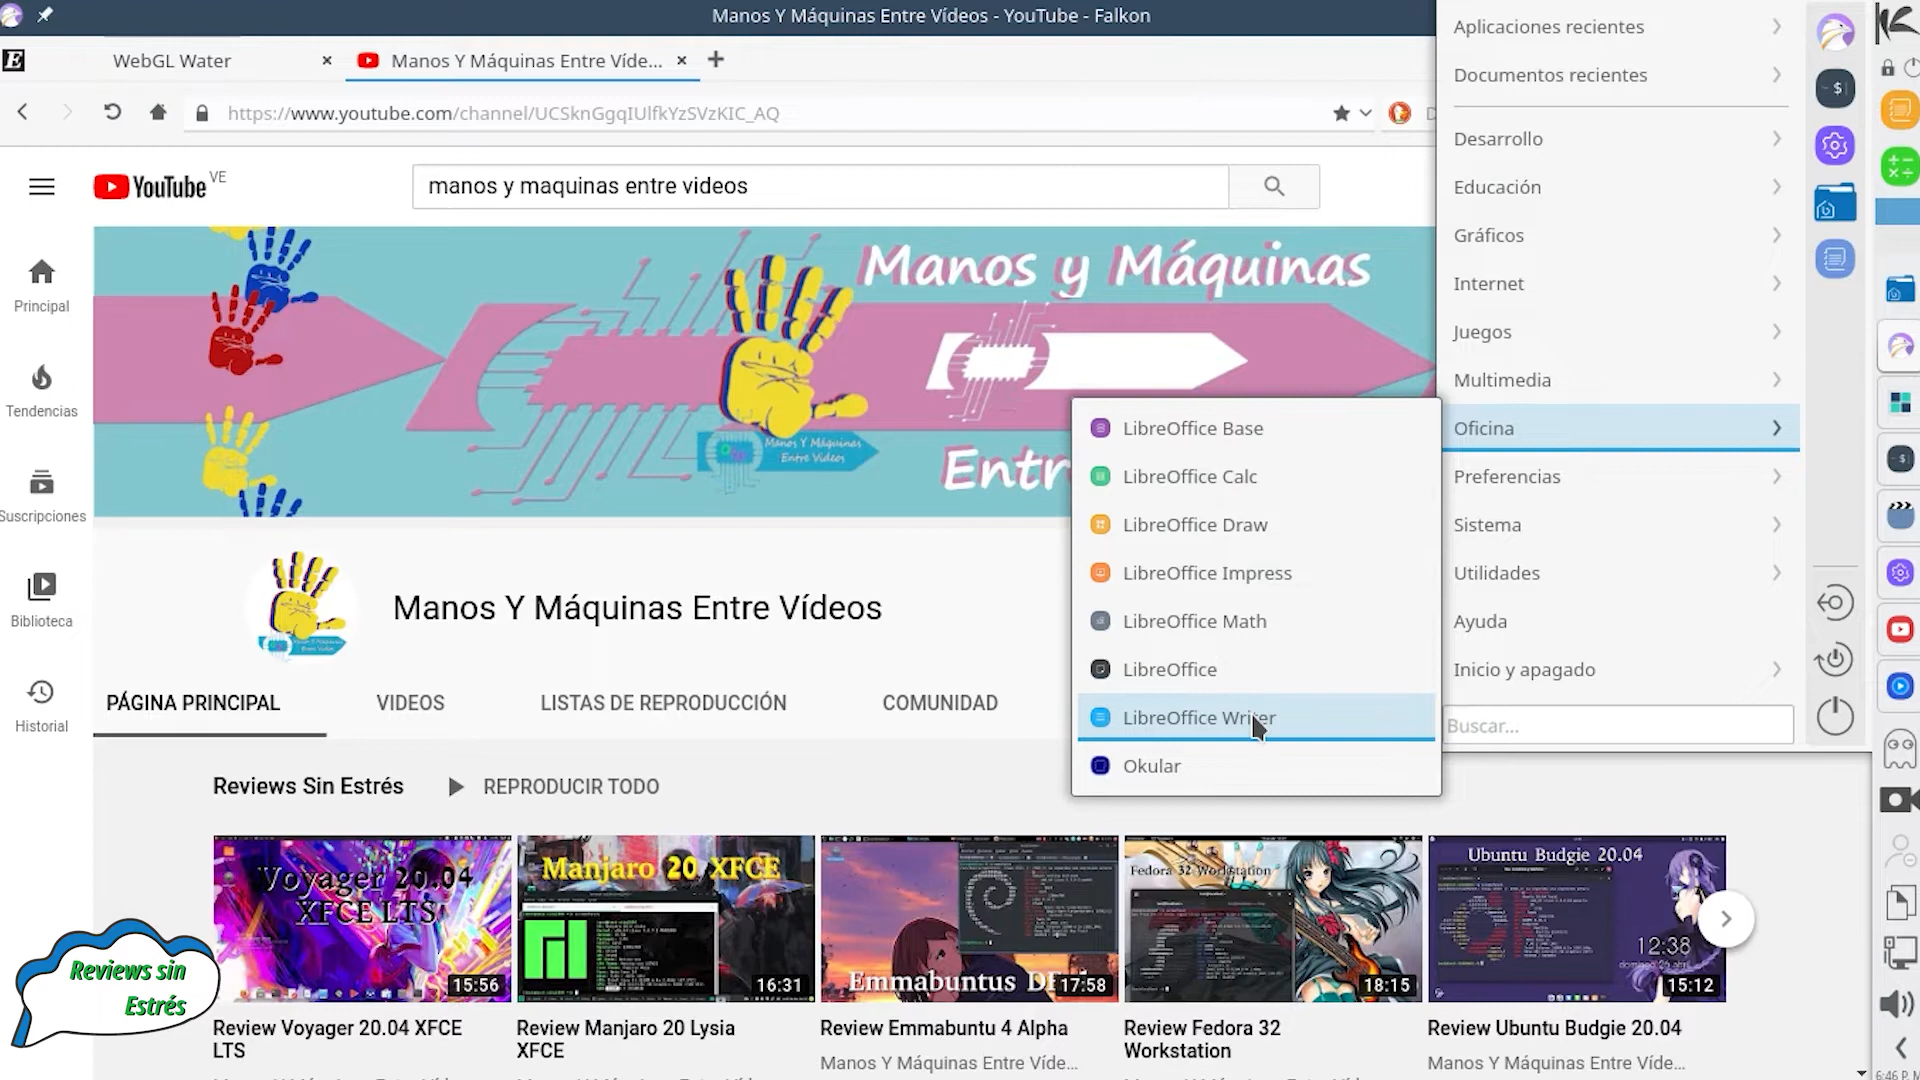 Manos Y Máquinas Entre Vídeos - YouTube - Falkon
WebGL Water
Manos Y Máquinas Entre Víde...
https://www.youtube.com/channel/UCSknGgqIUlfkYzSVzKIC_AQ
YouTube VE
manos y maquinas entre videos
Principal
Tendencias
Suscripciones
Biblioteca
Historial
Manos y Máquinas
Manos Y Máquinas
Entre Vídeos
Manos Y Máquinas Entre Vídeos
PÁGINA PRINCIPAL
VIDEOS
LISTAS DE REPRODUCCIÓN
COMUNIDAD
Reviews Sin Estrés
REPRODUCIR TODO
Aplicaciones recientes
Documentos recientes
Desarrollo
Educación
Gráficos
Internet
Juegos
Multimedia
Oficina
Preferencias
Sistema
Utilidades
Ayuda
Inicio y apagado
Buscar...
LibreOffice Base
LibreOffice Calc
LibreOffice Draw
LibreOffice Impress
LibreOffice Math
LibreOffice
LibreOffice Writer
Okular
Voyager 20.04
XFCE LTS
15:56
Manjaro 20 XFCE
16:31
Emmabuntus
17:58
Fedora 32 Workstation
18:15
Ubuntu Budgie 20.04
12:38
15:12
Review Voyager 20.04 XFCE
LTS
Review Manjaro 20 Lysia
XFCE
Review Emmabuntu 4 Alpha
Manos Y Máquinas Entre Víde...
Review Fedora 32
Workstation
Review Ubuntu Budgie 20.04
Manos Y Máquinas Entre Víde...
Reviews sin
Estrés